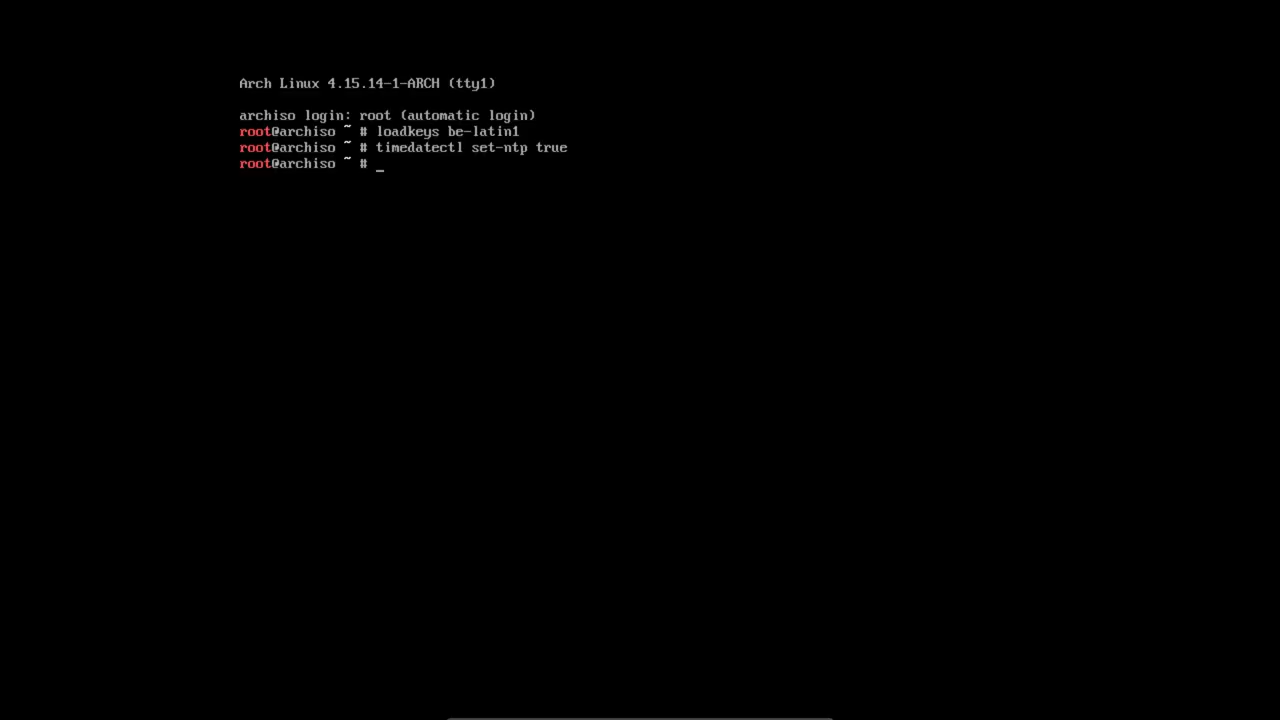 Arch Linux 4.15.14-1-ARCH (tty1)
archiso login: root (automatic login)
root@archiso ~ # loadkeys be-latin1
root@archiso ~ # timedatectl set-ntp true
root@archiso ~ # _